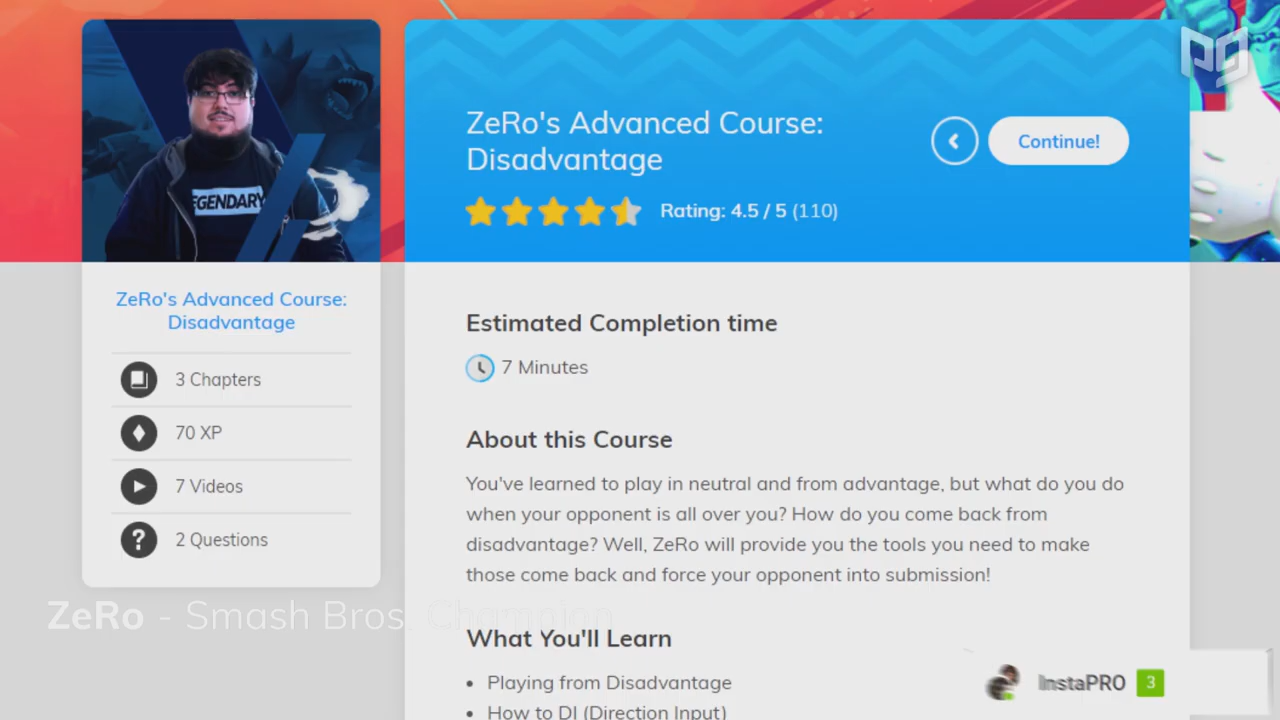 PG
EGENDARY
ZeRo's Advanced Course:
Disadvantage
3 Chapters
70 XP
7 Videos
2 Questions
ZeRo's Advanced Course:
Disadvantage
Continue!
Rating: 4.5 / 5 (110)
Estimated Completion time
7 Minutes
About this Course
You've learned to play in neutral and from advantage, but what do you do
when your opponent is all over you? How do you come back from
disadvantage? Well, ZeRo will provide you the tools you need to make
those come back and force your opponent into submission!
What You'll Learn
• Playing from Disadvantage
• How to DI (Direction Input)
ZeRo - Smash Bros. Champion
InstaPRO 3